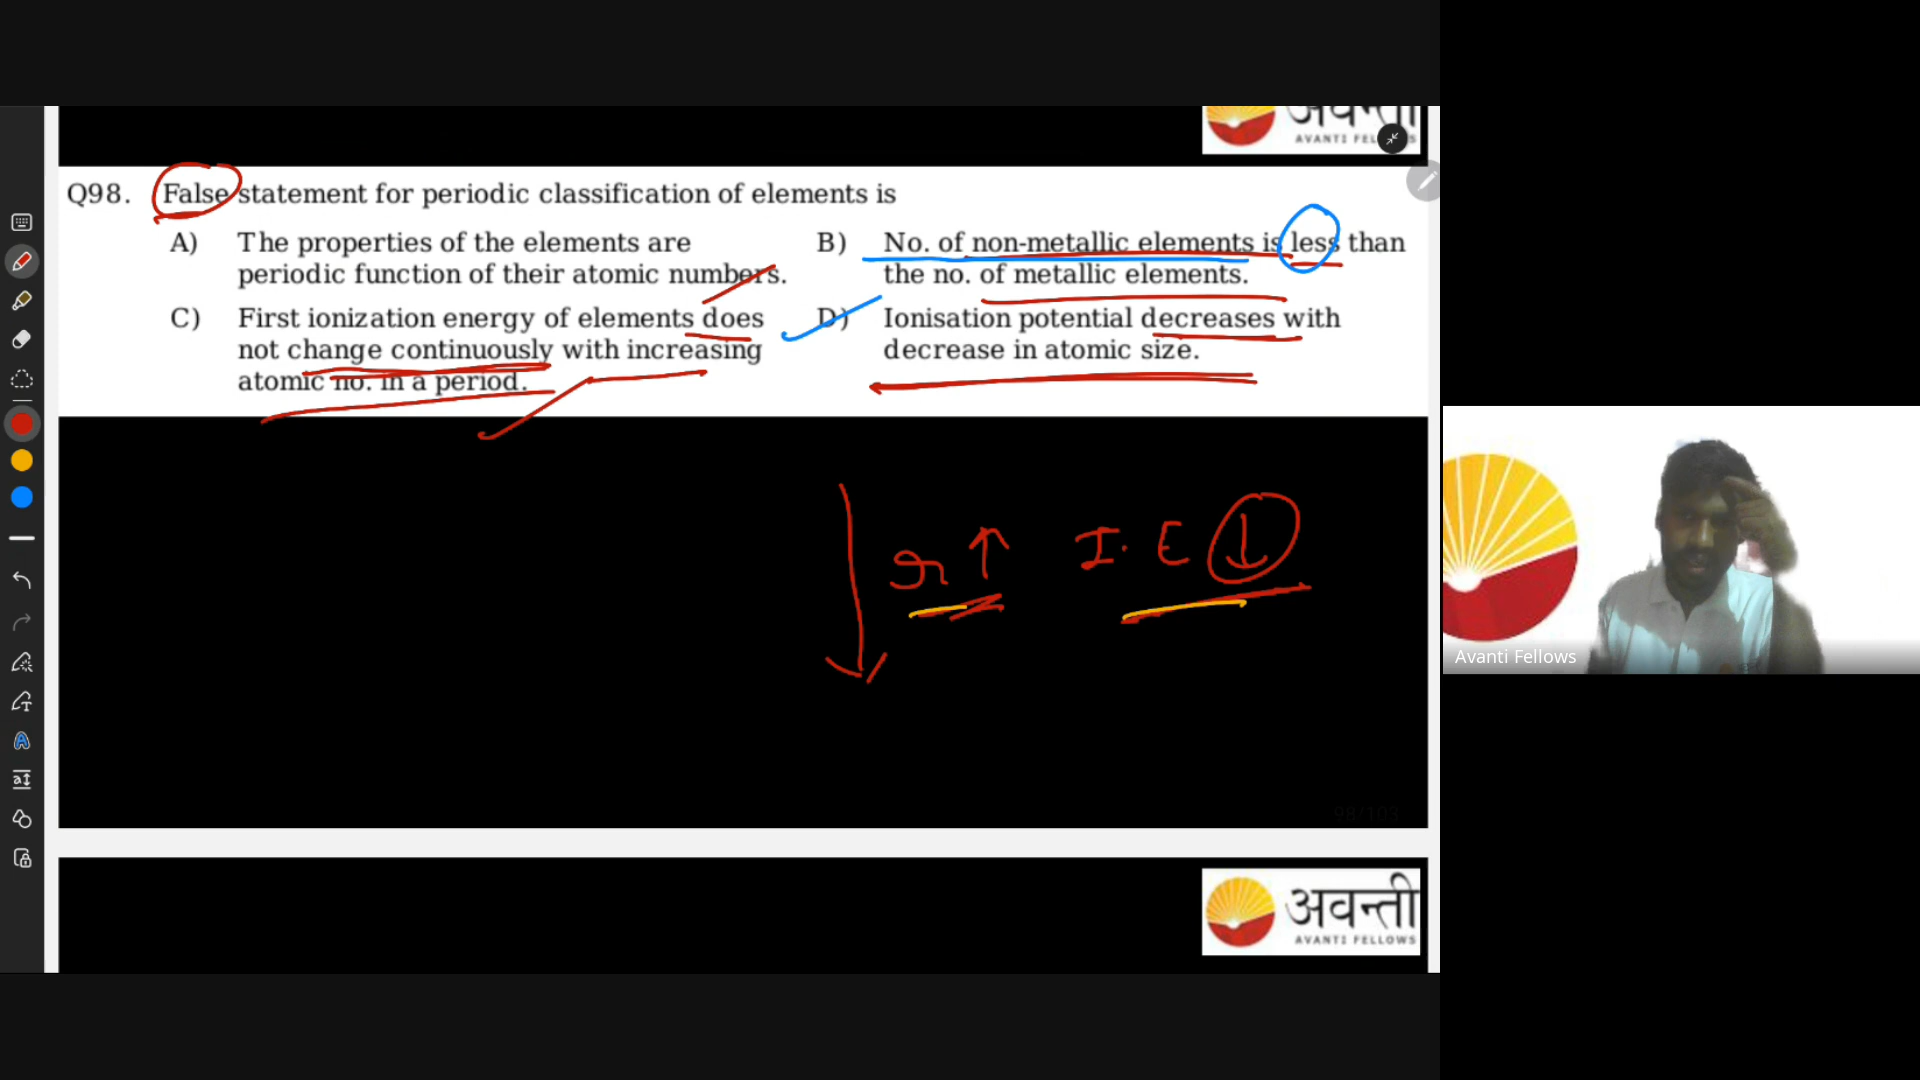 अवन्ती
AVANTI FELLOWS
Q98. False statement for periodic classification of elements is
A) The properties of the elements are
periodic function of their atomic numbers.
B) No. of non-metallic elements is less than
the no. of metallic elements.
C) First ionization energy of elements does
not change continuously with increasing
atomic no. in a period.
D) Ionisation potential decreases with
decrease in atomic size.
r ↑ I. E ↓
98/103
Avanti Fellows
अवन्ती
AVANTI FELLOWS